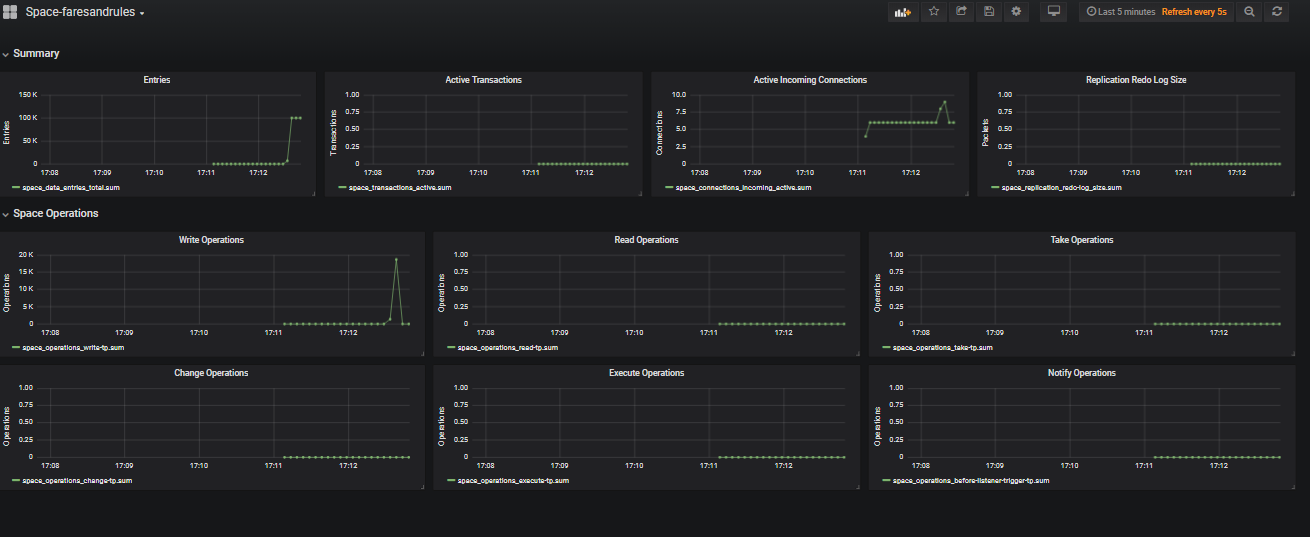 Space-faresandrules
Last 5 minutes Refresh every 5s
Summary
Entries
150 K
100 K
50 K
0
Entries
17:08 17:09 17:10 17:11 17:12
space_data_entries_total.sum
Active Transactions
1.00
0.75
0.50
0.25
0
Transactions
17:08 17:09 17:10 17:11 17:12
space_transactions_active.sum
Active Incoming Connections
10.0
7.5
5.0
2.5
0
Connections
17:08 17:09 17:10 17:11 17:12
space_connections_incoming_active.sum
Replication Redo Log Size
1.00
0.75
0.50
0.25
0
Packets
17:08 17:09 17:10 17:11 17:12
space_replication_redo-log_size.sum
Space Operations
Write Operations
20 K
15 K
10 K
5 K
0
Operations
17:08 17:09 17:10 17:11 17:12
space_operations_write-tp.sum
Read Operations
1.00
0.75
0.50
0.25
0
Operations
17:08 17:09 17:10 17:11 17:12
space_operations_read-tp.sum
Take Operations
1.00
0.75
0.50
0.25
0
Operations
17:08 17:09 17:10 17:11 17:12
space_operations_take-tp.sum
Change Operations
1.00
0.75
0.50
0.25
0
Operations
17:08 17:09 17:10 17:11 17:12
space_operations_change-tp.sum
Execute Operations
1.00
0.75
0.50
0.25
0
Operations
17:08 17:09 17:10 17:11 17:12
space_operations_execute-tp.sum
Notify Operations
1.00
0.75
0.50
0.25
0
Operations
17:08 17:09 17:10 17:11 17:12
space_operations_before-listener-trigger-tp.sum